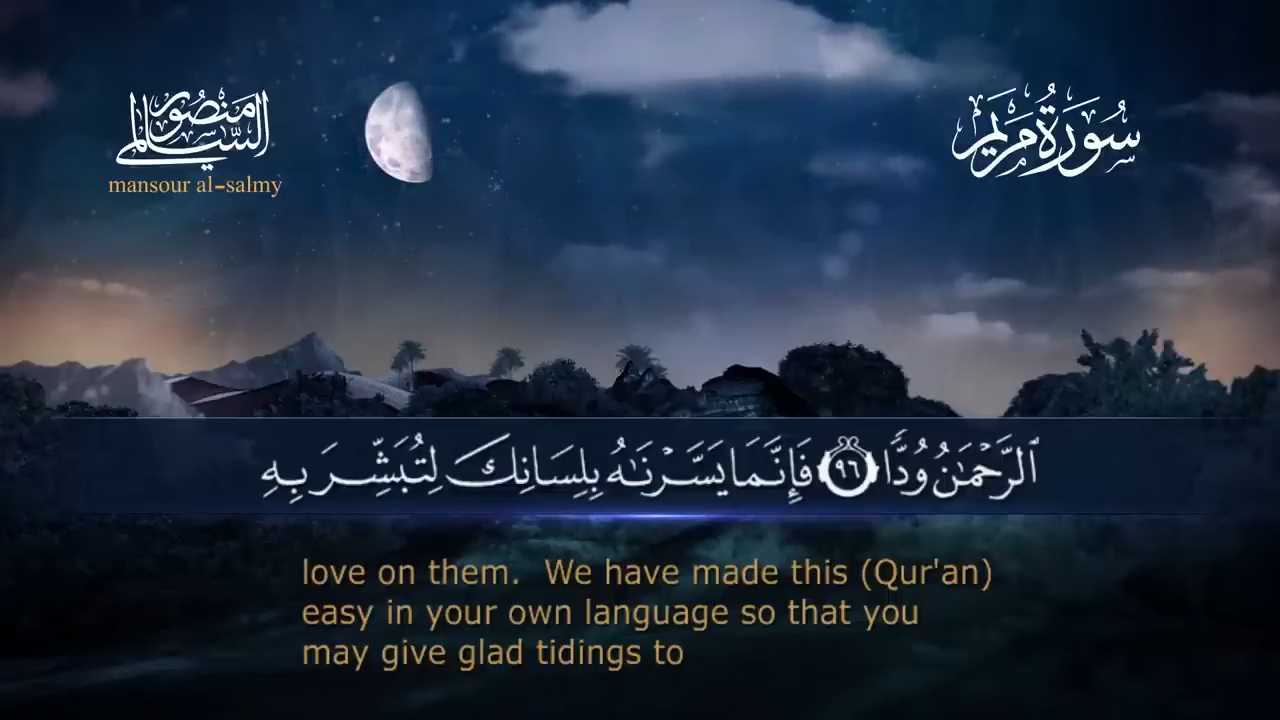 منصور
السالمي
mansour al-salmy
سُورَةُ مَرْيَم
ٱلرَّحْمَٰنُ وُدًّا ٩٦ فَإِنَّمَا يَسَّرْنَٰهُ بِلِسَانِكَ لِتُبَشِّرَ بِهِ
love on them.  We have made this (Qur'an)
easy in your own language so that you
may give glad tidings to